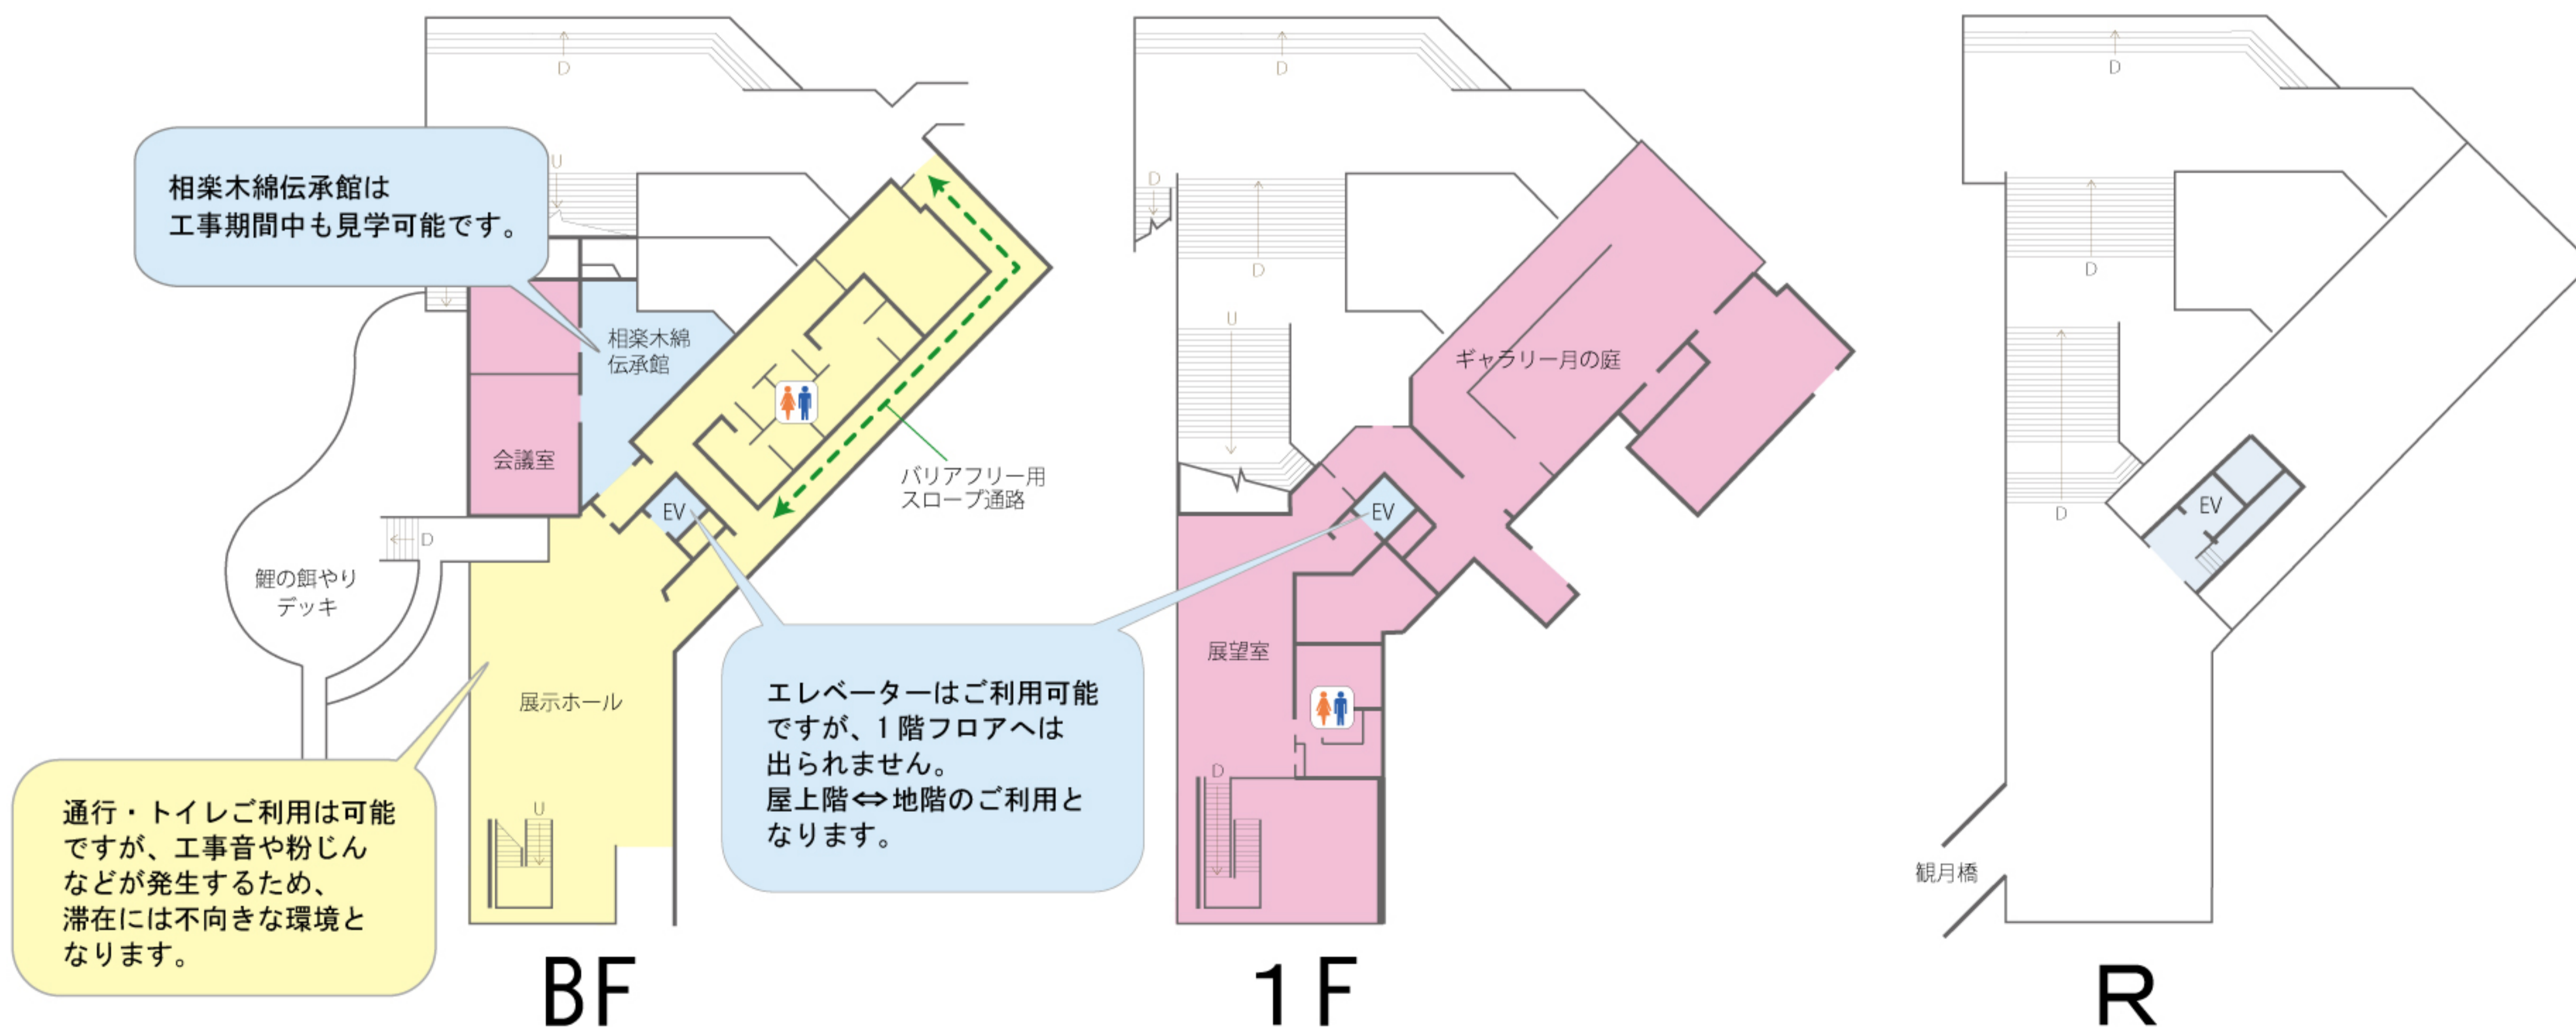 D
U
相楽木綿伝承館は
工事期間中も見学可能です。
相楽木綿
伝承館
会議室
EV
D
バリアフリー用
スロープ通路
鯉の餌やり
デッキ
展示ホール
U
通行・トイレご利用は可能
ですが、工事音や粉じん
などが発生するため、
滞在には不向きな環境と
なります。
エレベーターはご利用可能
ですが、1階フロアへは
出られません。
屋上階⇔地階のご利用と
なります。
BF
D
D
D
U
ギャラリー月の庭
EV
展望室
D
1F
D
D
D
EV
観月橋
R